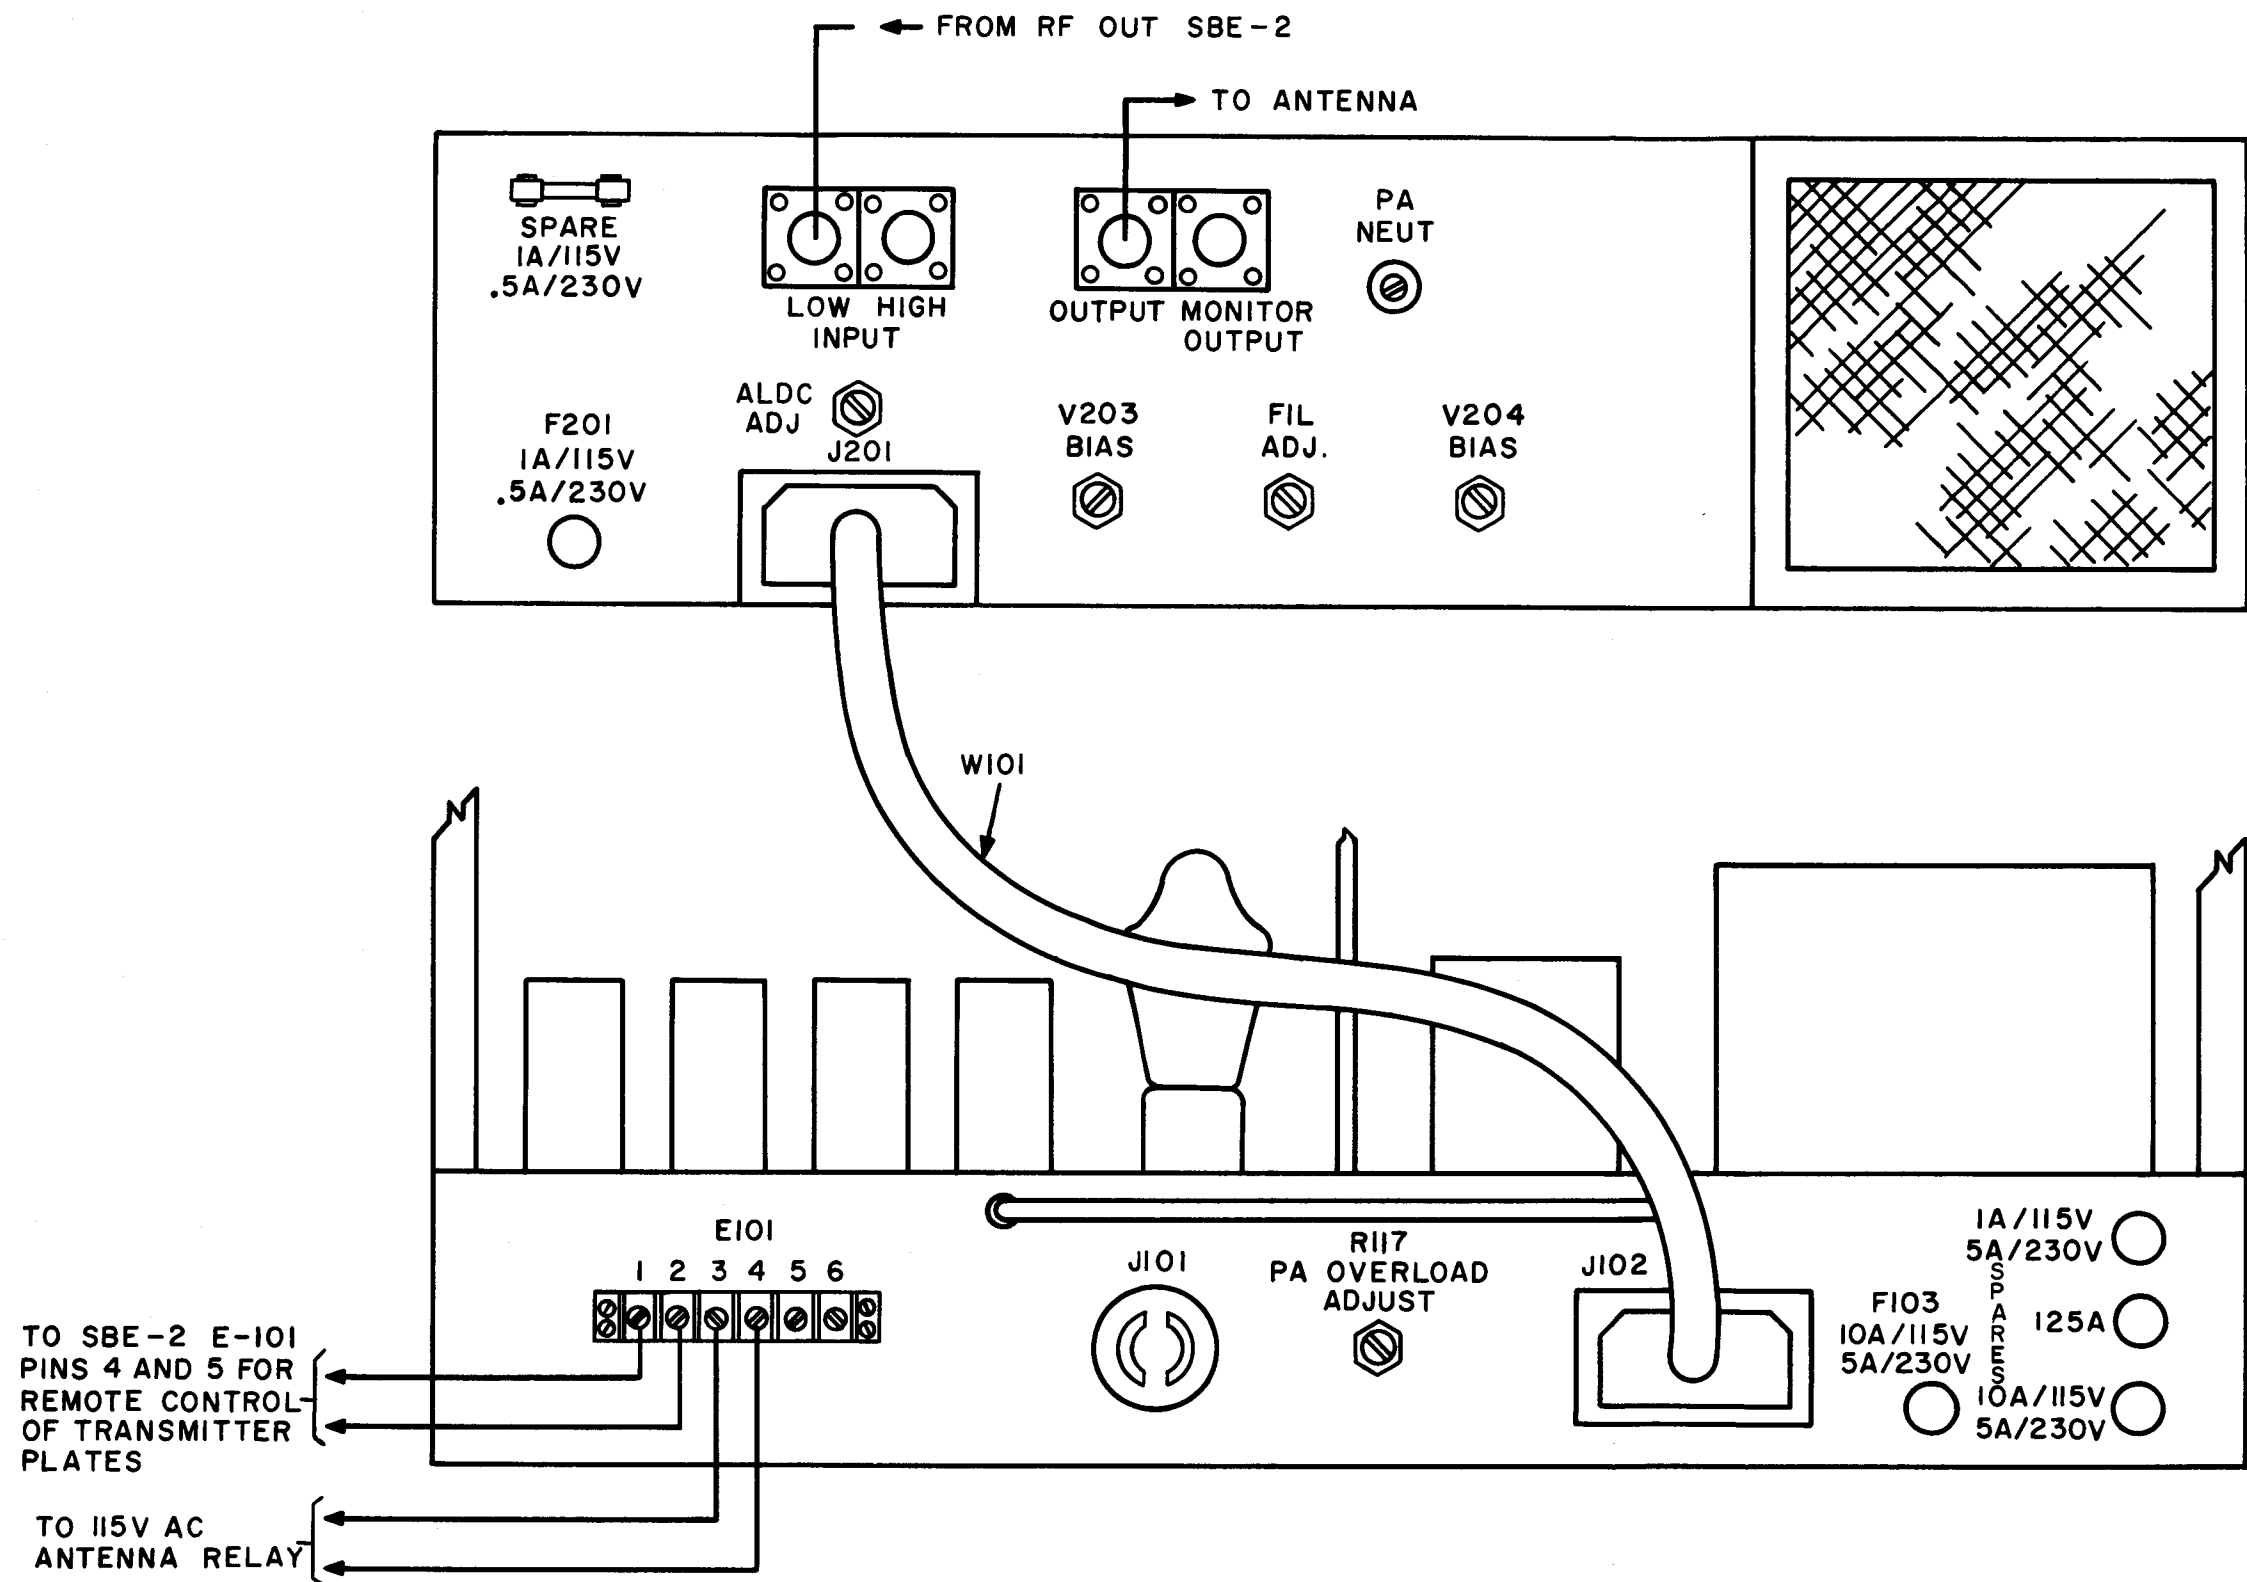 FROM RF OUT SBE-2
TO ANTENNA
SPARE
1A/115V
.5A/230V
LOW HIGH
INPUT
OUTPUT MONITOR
OUTPUT
PA
NEUT
ALDC
ADJ
J201
F201
1A/115V
.5A/230V
V203
BIAS
FIL
ADJ.
V204
BIAS
W101
E101
1 2 3 4 5 6
J101
R117
PA OVERLOAD
ADJUST
J102
F103
10A/115V
5A/230V
SPARES
1A/115V
5A/230V
125A
10A/115V
5A/230V
TO SBE-2 E-101
PINS 4 AND 5 FOR
REMOTE CONTROL
OF TRANSMITTER
PLATES
TO 115V AC
ANTENNA RELAY